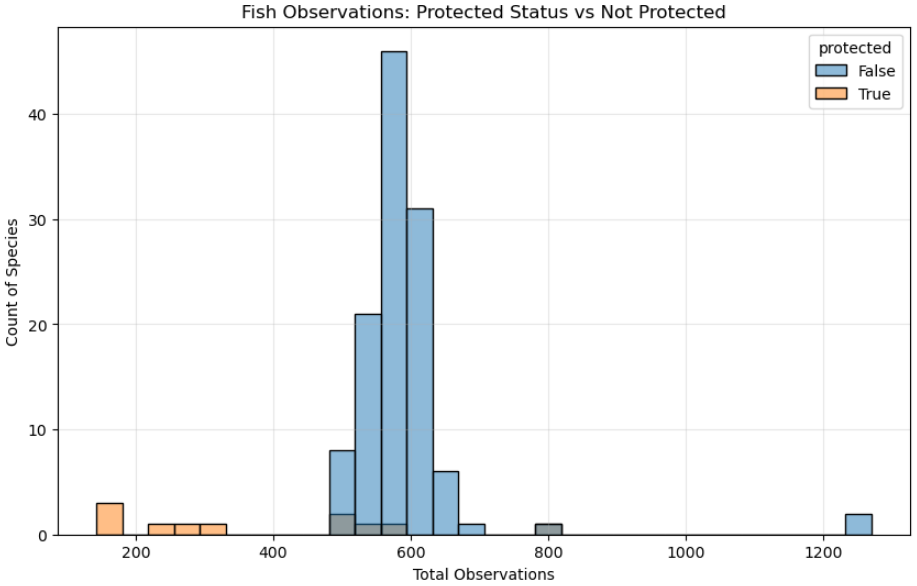 Fish Observations: Protected Status vs Not Protected
protected
False
True
Count of Species
40
30
20
10
0
200 400 600 800 1000 1200
Total Observations